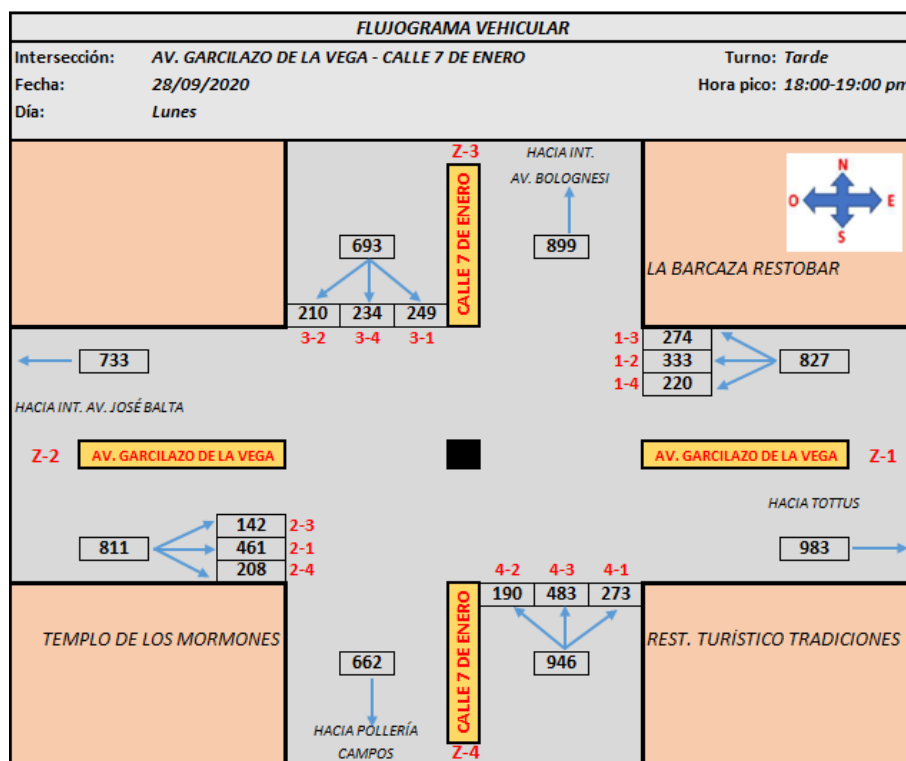 FLUJOGRAMA VEHICULAR
Intersección: AV. GARCILAZO DE LA VEGA - CALLE 7 DE ENERO Turno: Tarde
Fecha: 28/09/2020 Hora pico: 18:00-19:00 pm
Día: Lunes
Z-3
HACIA INT.
AV. BOLOGNESI
N
O E
S
CALLE 7 DE ENERO
693
899
LA BARCAZA RESTOBAR
210 234 249
3-2 3-4 3-1
1-3 274
1-2 333
1-4 220
827
733
HACIA INT. AV. JOSÉ BALTA
Z-2 AV. GARCILAZO DE LA VEGA
AV. GARCILAZO DE LA VEGA Z-1
HACIA TOTTUS
983
811
142 2-3
461 2-1
208 2-4
4-2 4-3 4-1
190 483 273
946
TEMPLO DE LOS MORMONES
CALLE 7 DE ENERO
REST. TURÍSTICO TRADICIONES
662
HACIA POLLERÍA
CAMPOS
Z-4